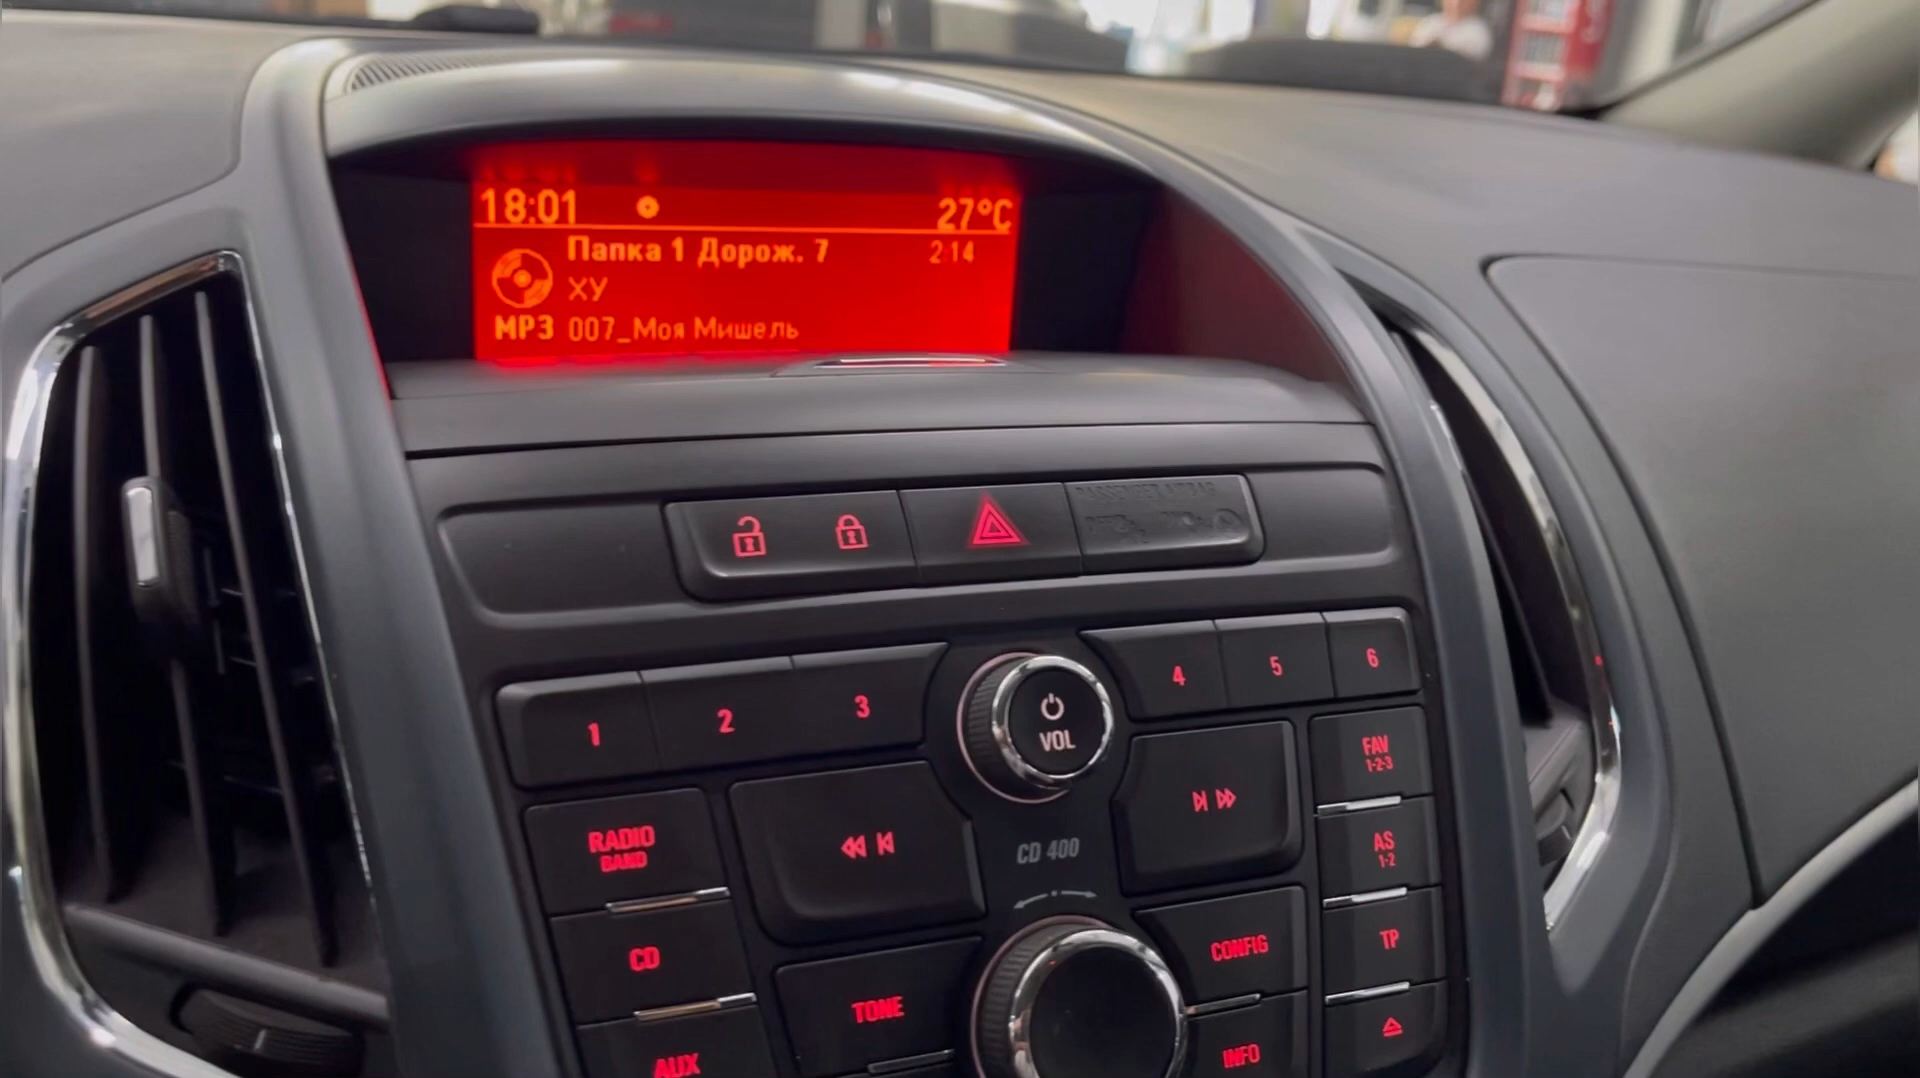 18:01 27°C
Папка 1 Дорож. 7 2:14
ХУ
MP3 007_Моя Мишель
1 2 3 4 5 6
VOL
FAV
1-2-3
RADIO
BAND
CD 400
AS
1-2
CD
TONE
CONFIG
TP
AUX
INFO